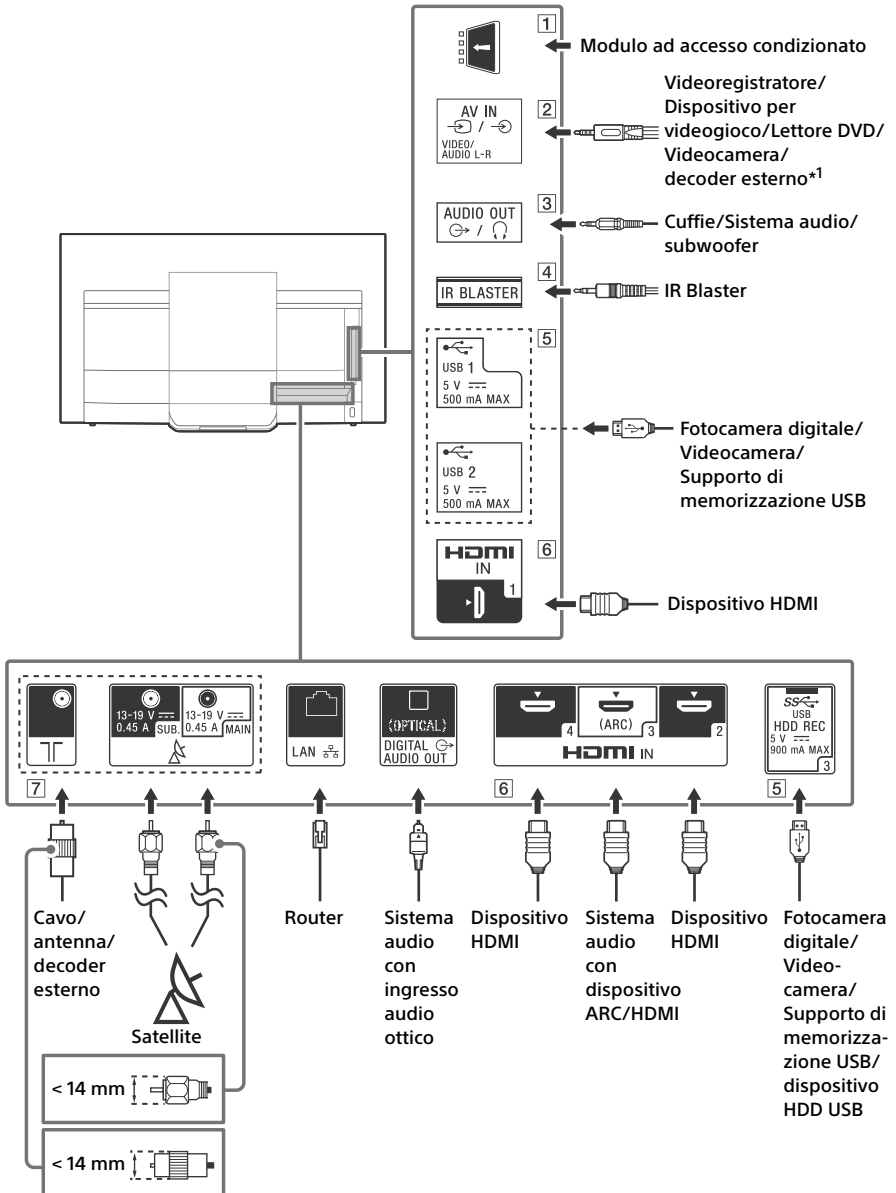 1
Modulo ad accesso condizionato
2
AV IN
/
VIDEO/
AUDIO L-R
Videoregistratore/
Dispositivo per
videogioco/Lettore DVD/
Videocamera/
decoder esterno*1
3
AUDIO OUT
/
Cuffie/Sistema audio/
subwoofer
4
IR BLASTER
IR Blaster
5
USB 1
5 V
500 mA MAX
USB 2
5 V
500 mA MAX
Fotocamera digitale/
Videocamera/
Supporto di
memorizzazione USB
6
HDMI
IN
1
Dispositivo HDMI
13-19 V
0.45 A
SUB.
13-19 V
0.45 A
MAIN
LAN
(OPTICAL)
DIGITAL
AUDIO OUT
4
(ARC)
3
2
HDMI IN
SS
USB
HDD REC
5 V
900 mA MAX
3
7
6
5
Cavo/
antenna/
decoder
esterno
Satellite
Router
Sistema
audio
con
ingresso
audio
ottico
Dispositivo
HDMI
Sistema
audio
con
dispositivo
ARC/HDMI
Dispositivo
HDMI
Fotocamera
digitale/
Video-
camera/
Supporto di
memorizza-
zione USB/
dispositivo
HDD USB
< 14 mm
< 14 mm